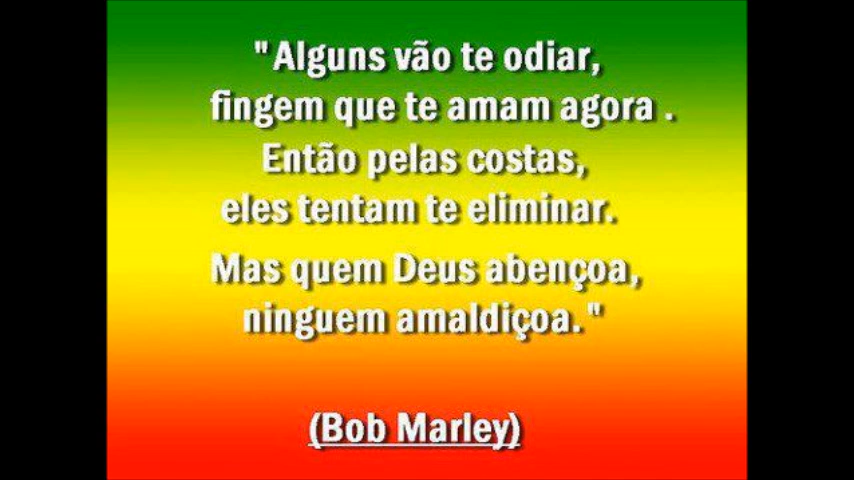 "Alguns vão te odiar,
fingem que te amam agora .
Então pelas costas,
eles tentam te eliminar.
Mas quem Deus abençoa,
ninguem amaldiçoa."
(Bob Marley)